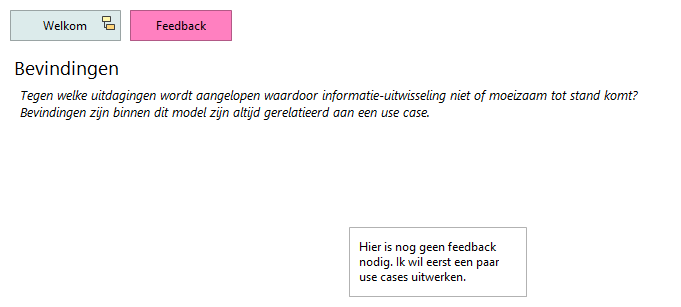 Welkom
Feedback
Bevindingen
Tegen welke uitdagingen wordt aangelopen waardoor informatie-uitwisseling niet of moeizaam tot stand komt?
Bevindingen zijn binnen dit model zijn altijd gerelatieerd aan een use case.
Hier is nog geen feedback
nodig. Ik wil eerst een paar
use cases uitwerken.